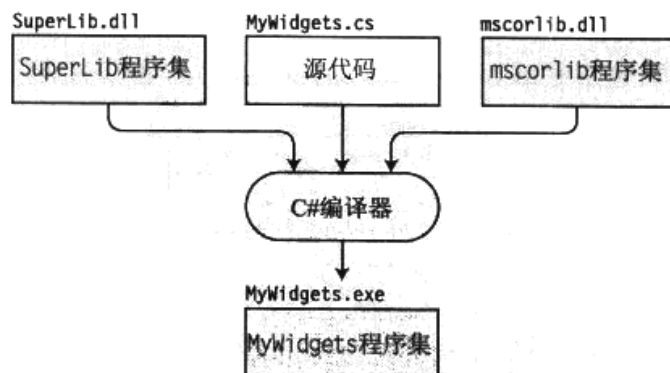 SuperLib.dll
MyWidgets.cs
mscorlib.dll
SuperLib程序集
源代码
mscorlib程序集
C#编译器
MyWidgets.exe
MyWidgets程序集